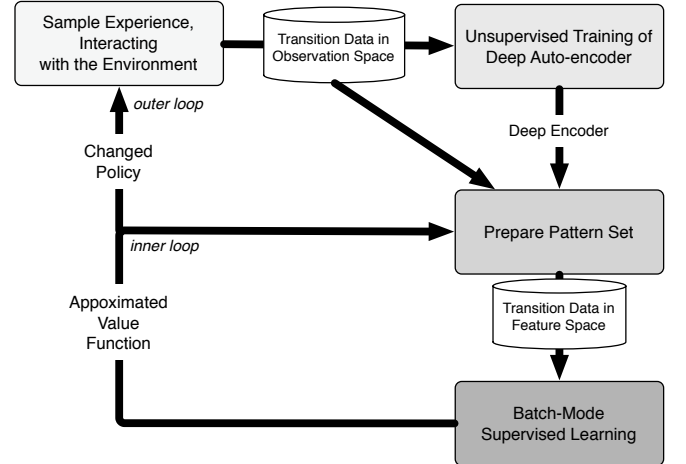 Sample Experience,
Interacting
with the Environment
Transition Data in
Observation Space
Unsupervised Training of
Deep Auto-encoder
outer loop
Deep Encoder
Changed
Policy
Prepare Pattern Set
inner loop
Appoximated
Value
Function
Transition Data in
Feature Space
Batch-Mode
Supervised Learning